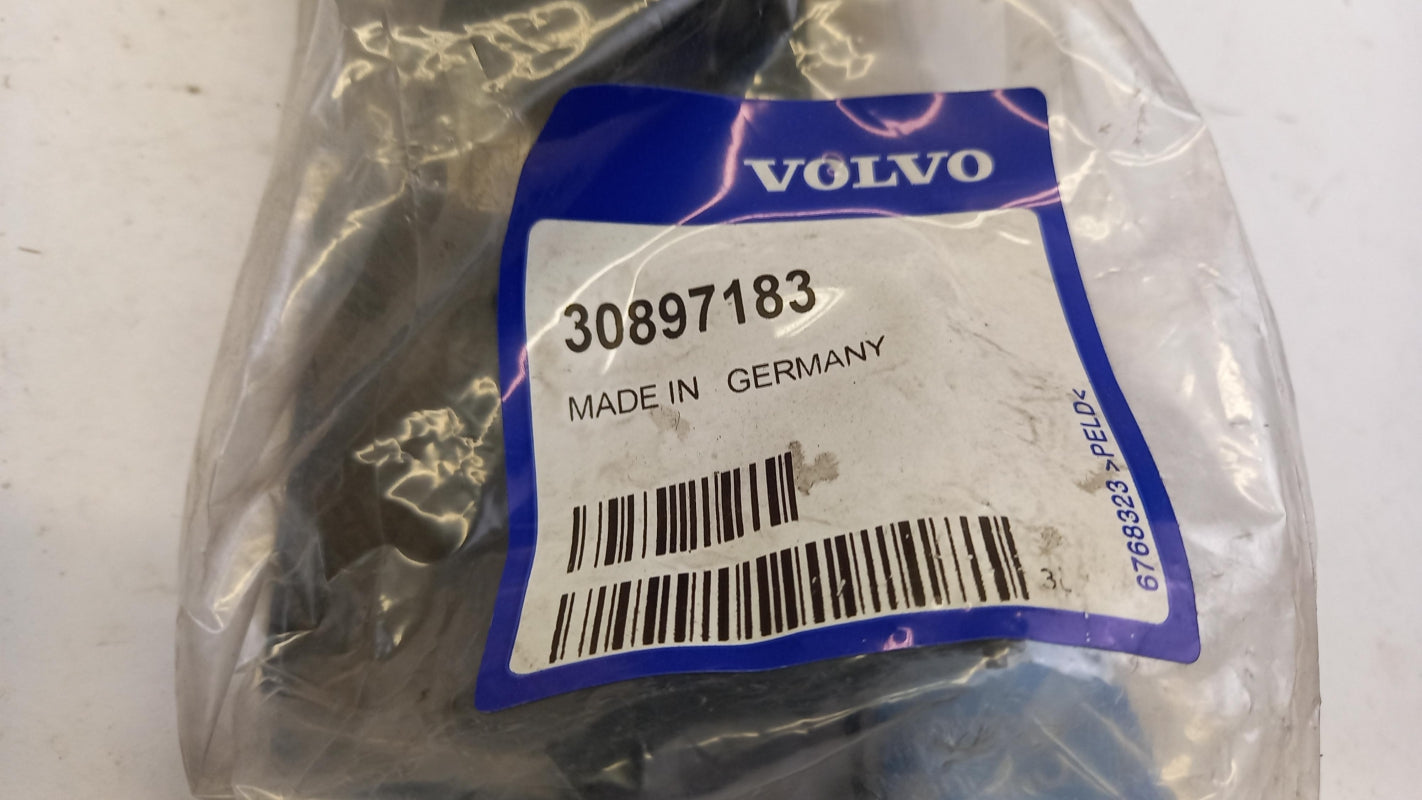 VOLVO
30897183
MADE IN GERMANY
6768323 >PELD<